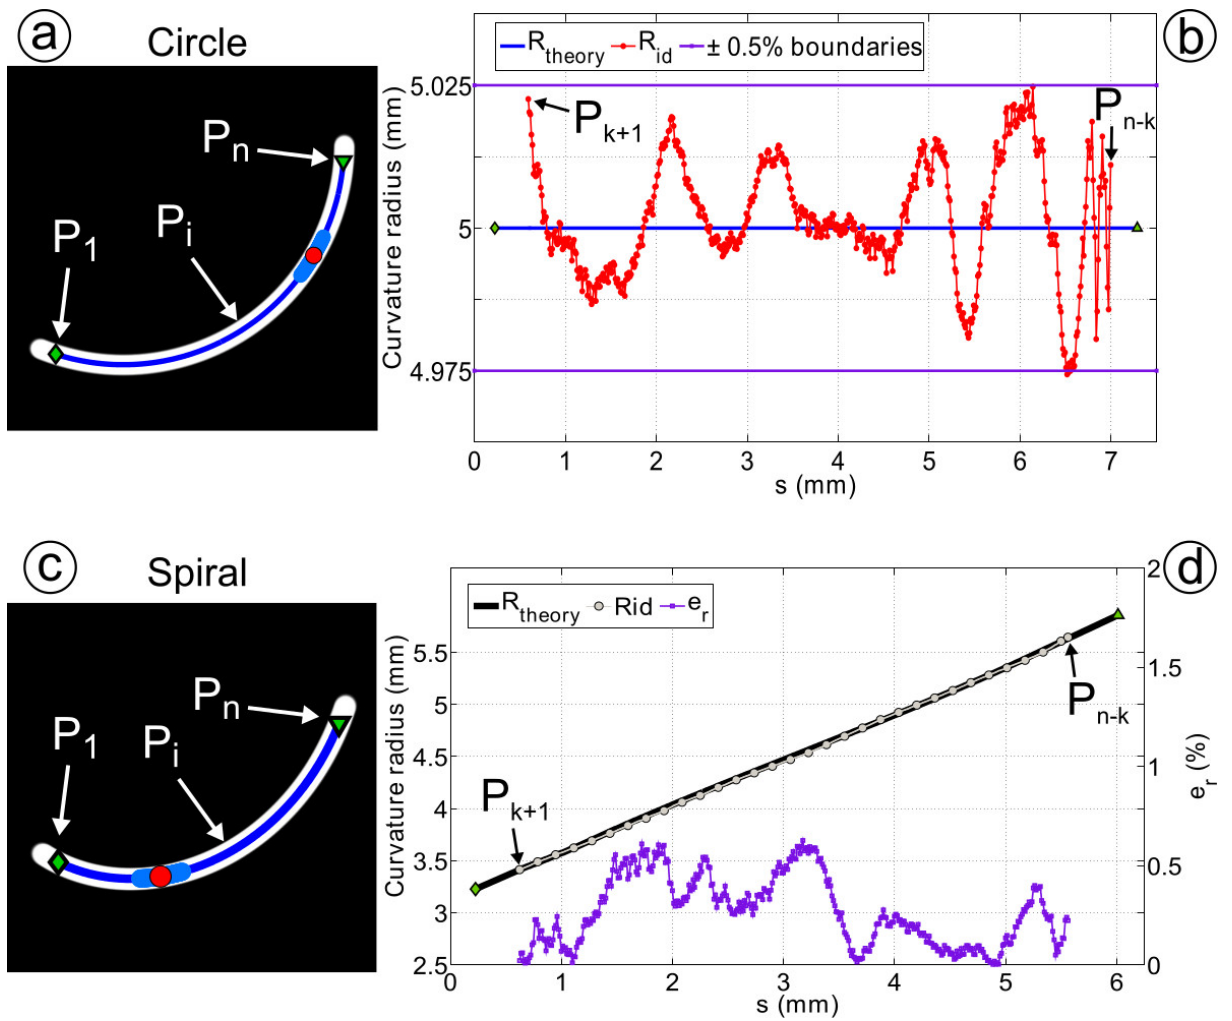 a
Circle
P1
Pi
Pn
b
Rtheory Rid ± 0.5% boundaries
Curvature radius (mm)
5.025
5
4.975
Pk+1
Pn-k
0 1 2 3 4 5 6 7
s (mm)
c
Spiral
P1
Pi
Pn
d
Rtheory Rid er
Curvature radius (mm)
5.5
5
4.5
4
3.5
3
2.5
Pk+1
Pn-k
2
1.5
1
0.5
0
er (%)
0 1 2 3 4 5 6
s (mm)